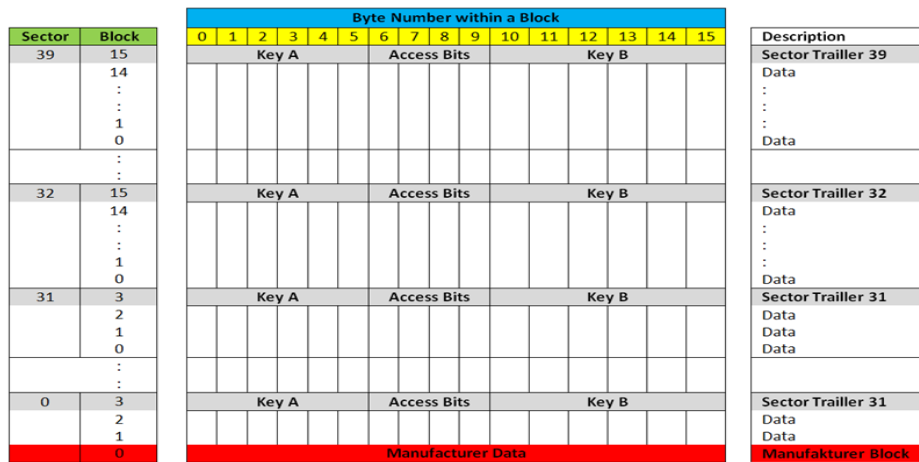 Byte Number within a Block
Sector Block 0 1 2 3 4 5 6 7 8 9 10 11 12 13 14 15 Description
39 15 Key A Access Bits Key B Sector Trailler 39
14 Data
: :
: :
1 :
0 Data
:
:
32 15 Key A Access Bits Key B Sector Trailler 32
14 Data
: :
: :
1 :
0 Data
31 3 Key A Access Bits Key B Sector Trailler 31
2 Data
1 Data
0 Data
:
:
0 3 Key A Access Bits Key B Sector Trailler 31
2 Data
1 Data
0 Manufacturer Data Manufakturer Block